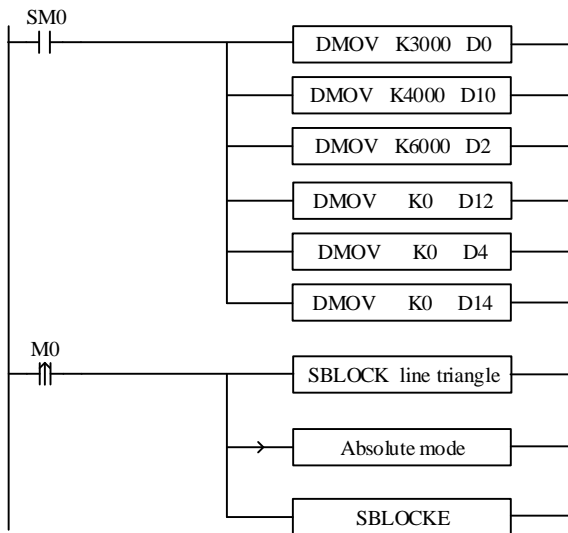 SM0
DMOV K3000 D0
DMOV K4000 D10
DMOV K6000 D2
DMOV K0 D12
DMOV K0 D4
DMOV K0 D14
M0
SBLOCK line triangle
Absolute mode
SBLOCKE